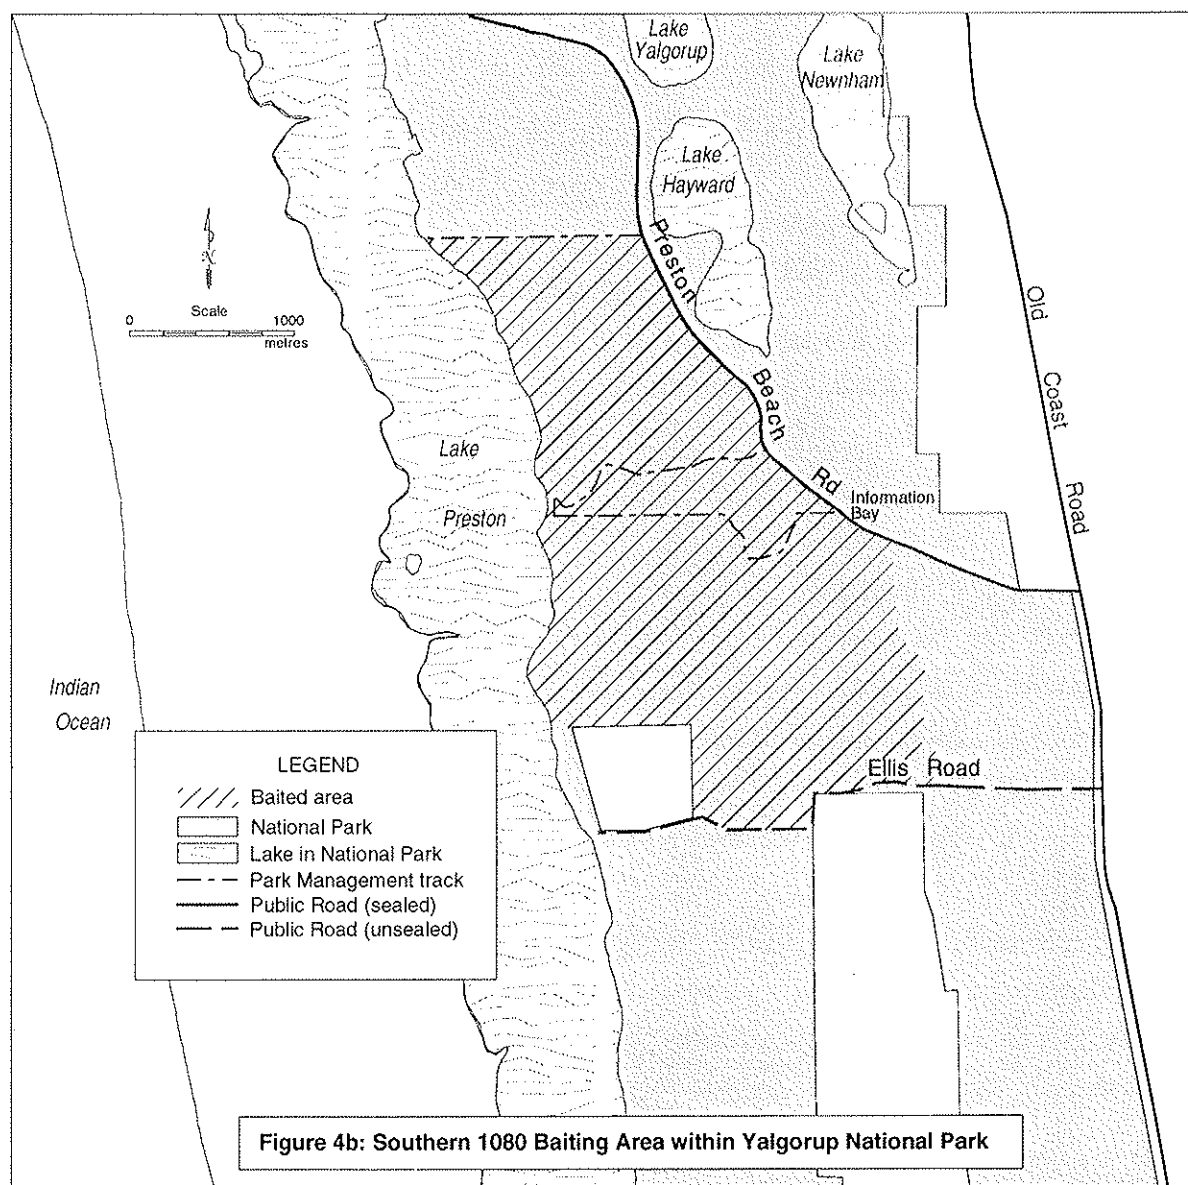 Lake
Yalgorup
Lake
Newnham
Lake
Hayward
N
Scale
0 1000
metres
Preston
Beach
Rd
Old
Coast
Road
Lake
Preston
Information
Bay
Indian
Ocean
Ellis Road
LEGEND
Baited area
National Park
Lake in National Park
Park Management track
Public Road (sealed)
Public Road (unsealed)
Figure 4b: Southern 1080 Baiting Area within Yalgorup National Park